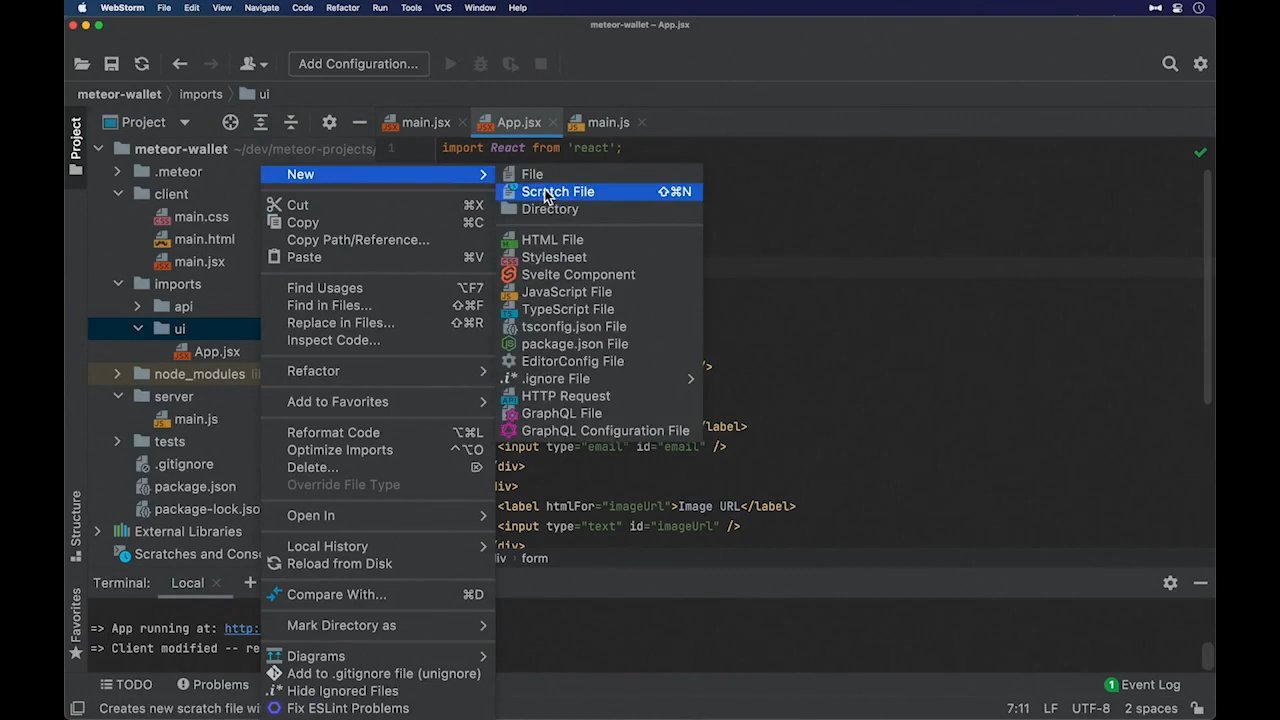 WebStorm File Edit View Navigate Code Refactor Run Tools VCS Window Help
meteor-wallet – App.jsx
Add Configuration...
meteor-wallet imports ui
Project
Project
main.jsx
App.jsx
main.js
meteor-wallet ~/dev/meteor-projects/
.meteor
client
main.css
main.html
main.jsx
imports
api
ui
App.jsx
node_modules
server
main.js
tests
.gitignore
package.json
package-lock.json
External Libraries
Scratches and Conso
1 import React from 'react';
New
Cut ⌘X
Copy ⌘C
Copy Path/Reference...
Paste ⌘V
Find Usages ⌥F7
Find in Files... ⇧⌘F
Replace in Files... ⇧⌘R
Inspect Code...
Refactor
Add to Favorites
Reformat Code ⌥⌘L
Optimize Imports ^⌥O
Delete... ⌦
Override File Type
Open In
Local History
Reload from Disk
Compare With... ⌘D
Mark Directory as
Diagrams
Add to .gitignore file (unignore)
Hide Ignored Files
Fix ESLint Problems
File
Scratch File ⇧⌘N
Directory
HTML File
Stylesheet
Svelte Component
JavaScript File
TypeScript File
tsconfig.json File
package.json File
EditorConfig File
.ignore File
HTTP Request
GraphQL File
GraphQL Configuration File
/>
label>
<input type="email" id="email" />
/div>
div>
<label htmlFor="imageUrl">Image URL</label>
<input type="text" id="imageUrl" />
/div>
div form
Structure
Favorites
Terminal: Local
=> App running at: http:
=> Client modified -- re
TODO Problems
1 Event Log
Creates new scratch file wi
7:11 LF UTF-8 2 spaces